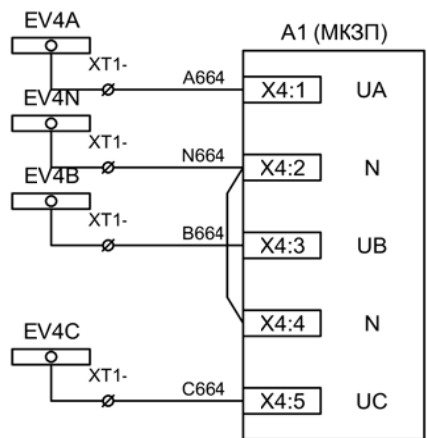 EV4A
A1 (МКЗП)
XT1-
A664
X4:1
UA
EV4N
XT1-
N664
X4:2
N
EV4B
XT1-
B664
X4:3
UB
X4:4
N
EV4C
XT1-
C664
X4:5
UC